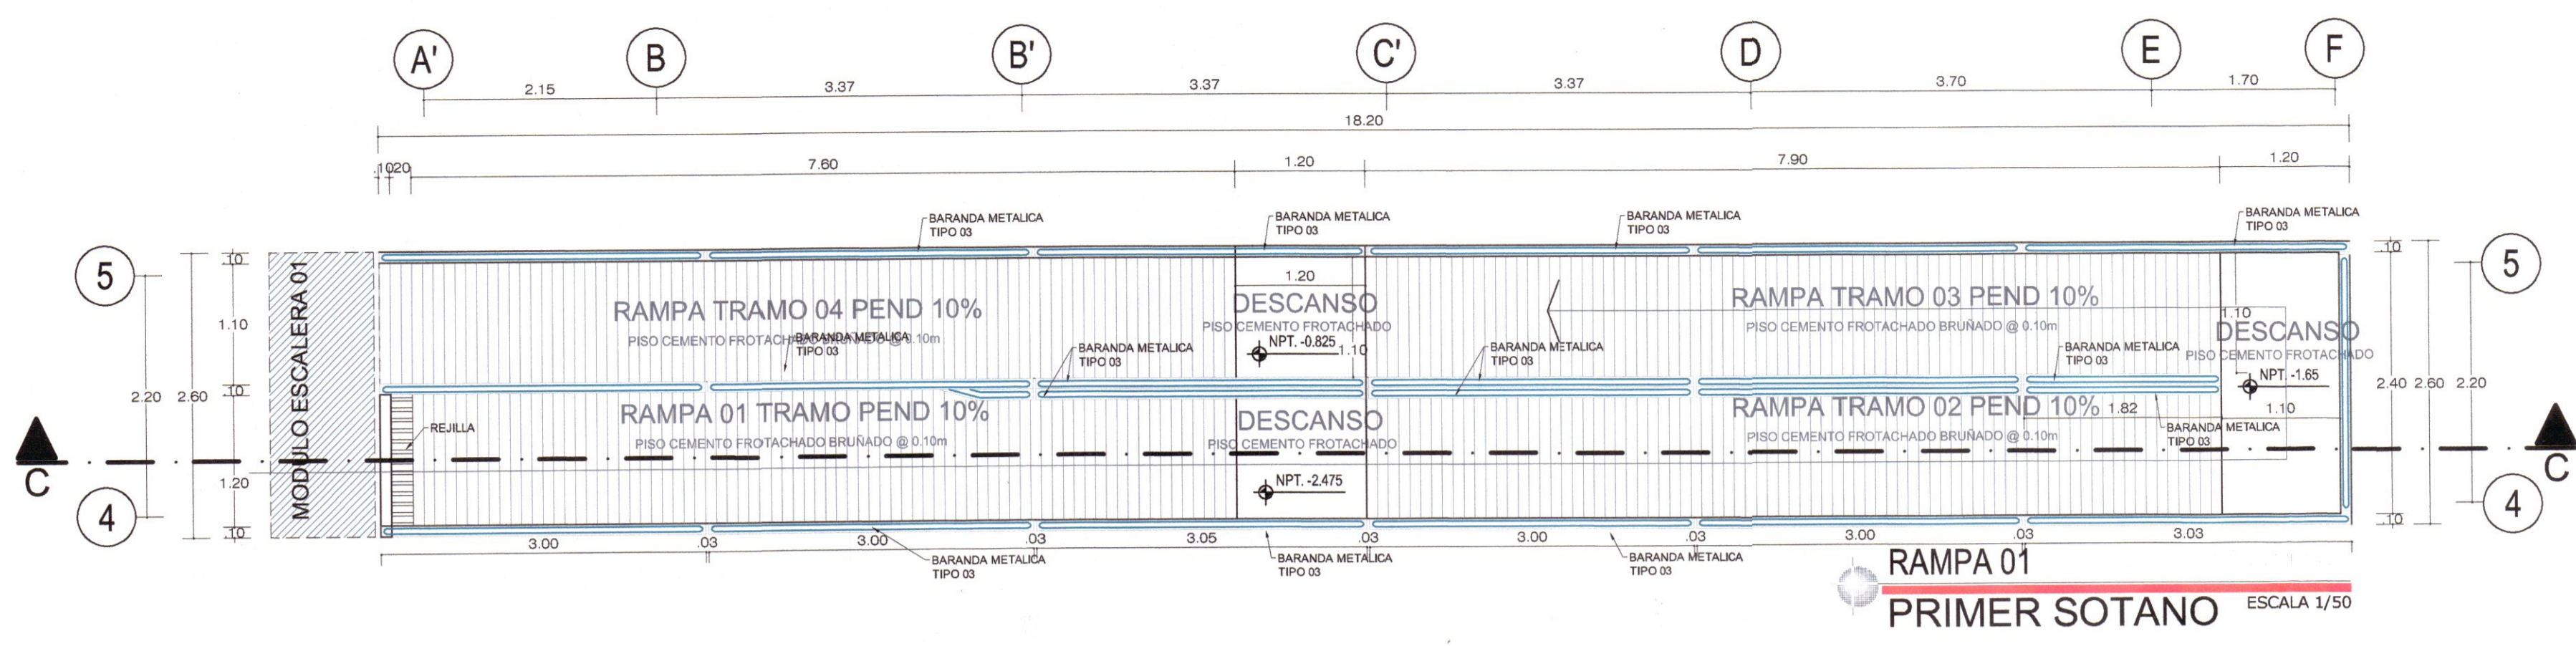 A' B B' C' D E F
2.15 3.37 3.37 3.37 3.70 1.70
18.20
.10 20 7.60 1.20 7.90 1.20
BARANDA METALICA
TIPO 03
BARANDA METALICA
TIPO 03
BARANDA METALICA
TIPO 03
BARANDA METALICA
TIPO 03
5
2.20 2.60
.10
1.10
.10
1.20
.10
4
C
MODULO ESCALERA 01
RAMPA TRAMO 04 PEND 10%
PISO CEMENTO FROTACHADO BRUÑADO @ 0.10m
BARANDA METALICA
TIPO 03
BARANDA METALICA
TIPO 03
1.20
DESCANSO
PISO CEMENTO FROTACHADO
NPT. -0.825
1.10
RAMPA TRAMO 03 PEND 10%
PISO CEMENTO FROTACHADO BRUÑADO @ 0.10m
BARANDA METALICA
TIPO 03
BARANDA METALICA
TIPO 03
1.10
DESCANSO
PISO CEMENTO FROTACHADO
NPT. -1.65
1.10
RAMPA 01 TRAMO PEND 10%
PISO CEMENTO FROTACHADO BRUÑADO @ 0.10m
REJILLA
DESCANSO
PISO CEMENTO FROTACHADO
NPT. -2.475
RAMPA TRAMO 02 PEND 10%
PISO CEMENTO FROTACHADO BRUÑADO @ 0.10m
1.82
BARANDA METALICA
TIPO 03
5
.10
2.40 2.60 2.20
.10
4
C
3.00 .03 3.00 .03 3.05 .03 3.00 .03 3.00 .03 3.03
BARANDA METALICA
TIPO 03
BARANDA METALICA
TIPO 03
BARANDA METALICA
TIPO 03
RAMPA 01
PRIMER SOTANO ESCALA 1/50